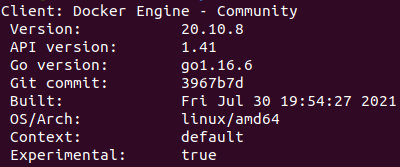 Client: Docker Engine - Community
 Version:           20.10.8
 API version:       1.41
 Go version:        go1.16.6
 Git commit:        3967b7d
 Built:             Fri Jul 30 19:54:27 2021
 OS/Arch:           linux/amd64
 Context:           default
 Experimental:      true